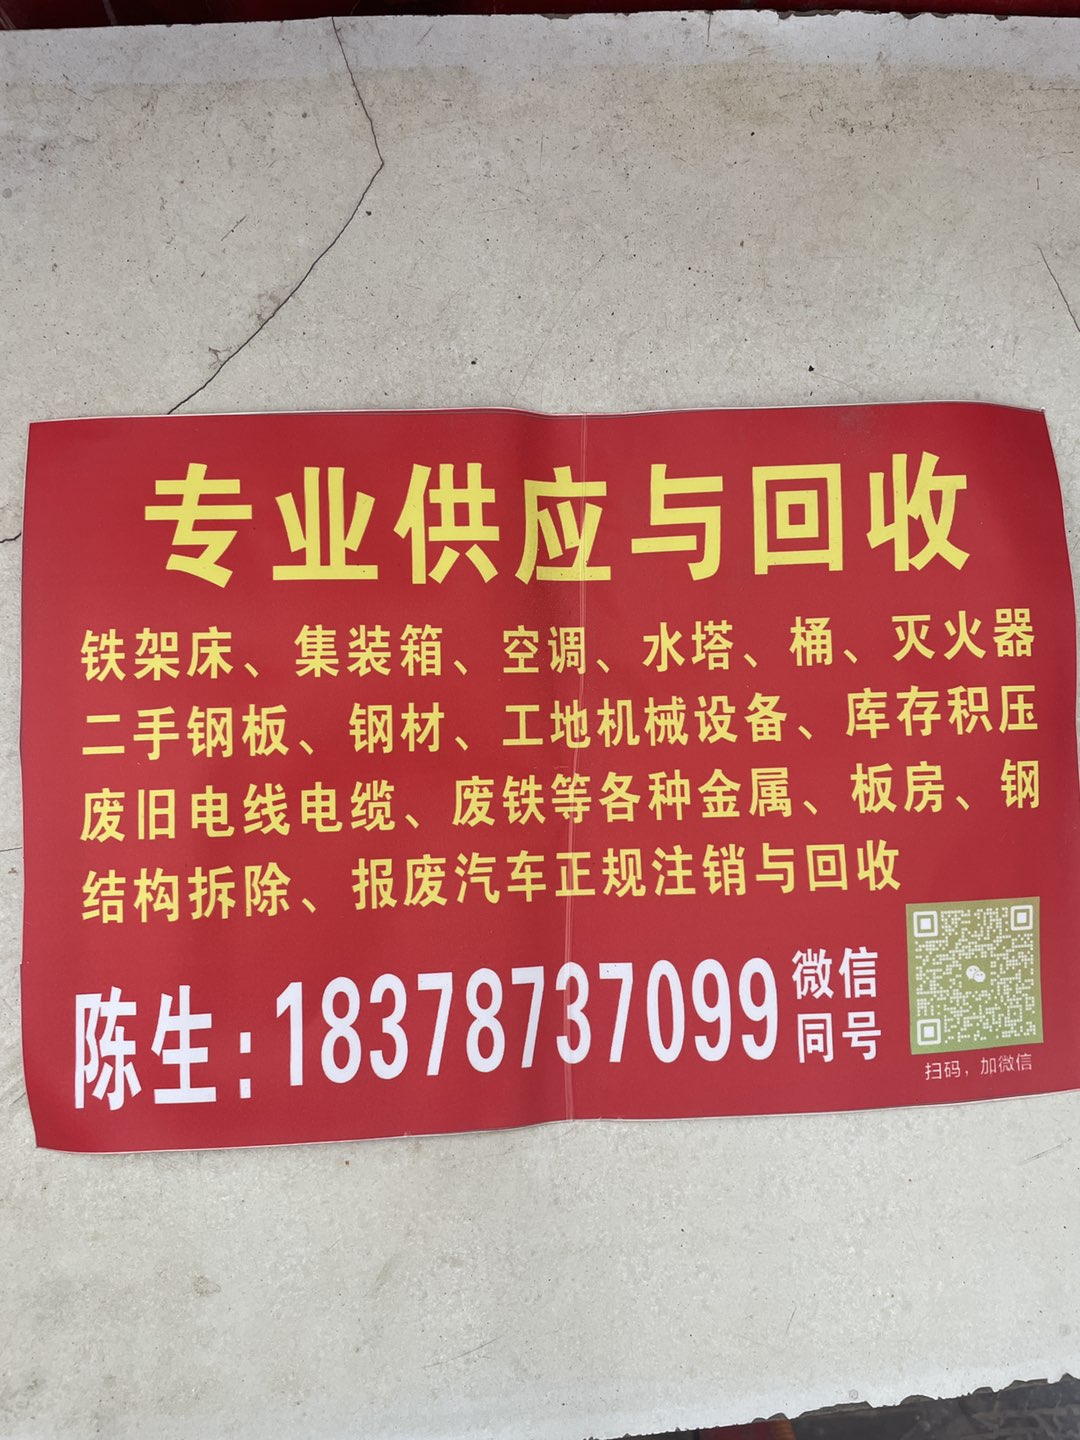 专业供应与回收
铁架床、集装箱、空调、水塔、桶、灭火器
二手钢板、钢材、工地机械设备、库存积压
废旧电线电缆、废铁等各种金属、板房、钢
结构拆除、报废汽车正规注销与回收
陈生:18378737099
微信
同号
扫码，加微信